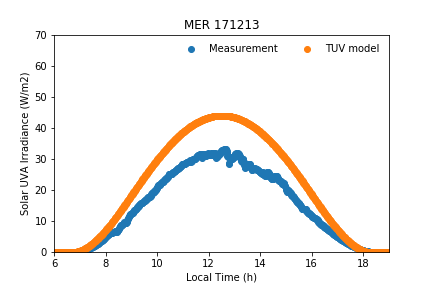 MER 171213
Measurement TUV model
70
60
50
40
30
20
10
0
Solar UVA Irradiance (W/m2)
6 8 10 12 14 16 18
Local Time (h)